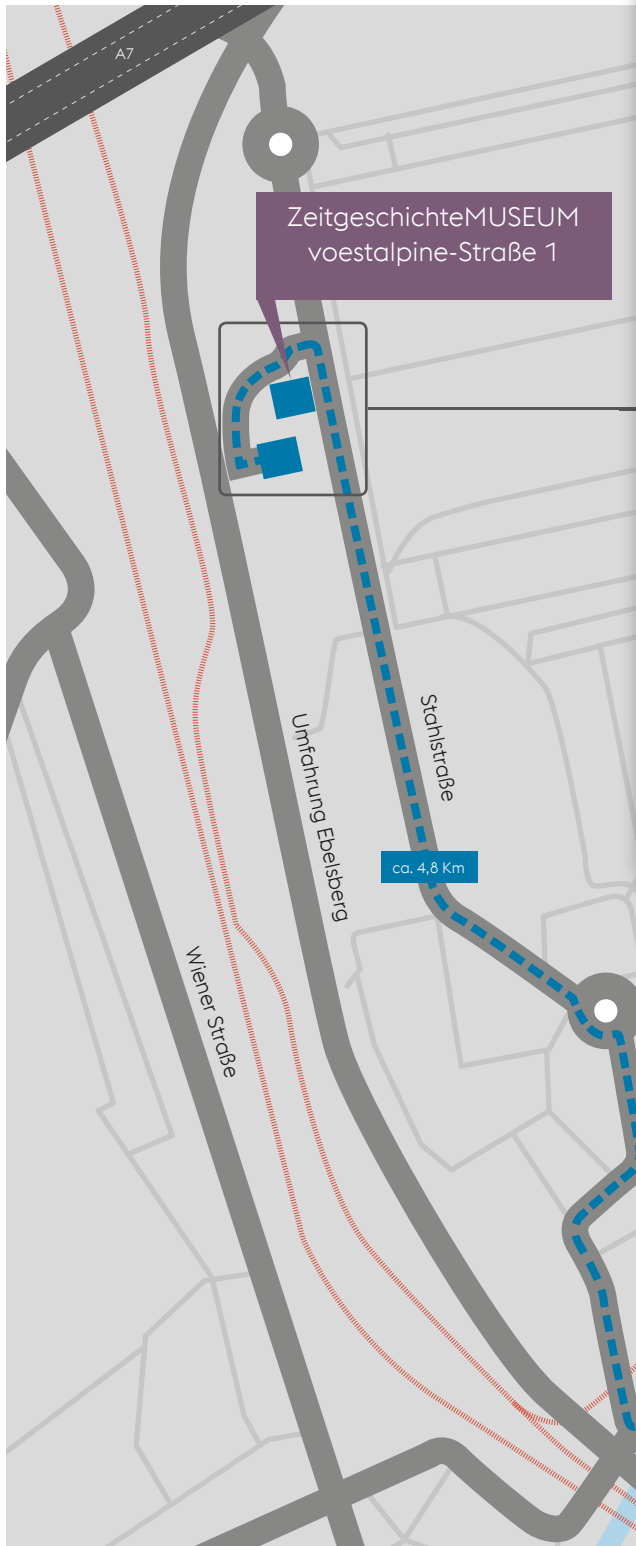 A7
ZeitgeschichteMUSEUM
voestalpine-Straße 1
Stahlstraße
Umfahrung Ebelsberg
ca. 4,8 Km
Wiener Straße